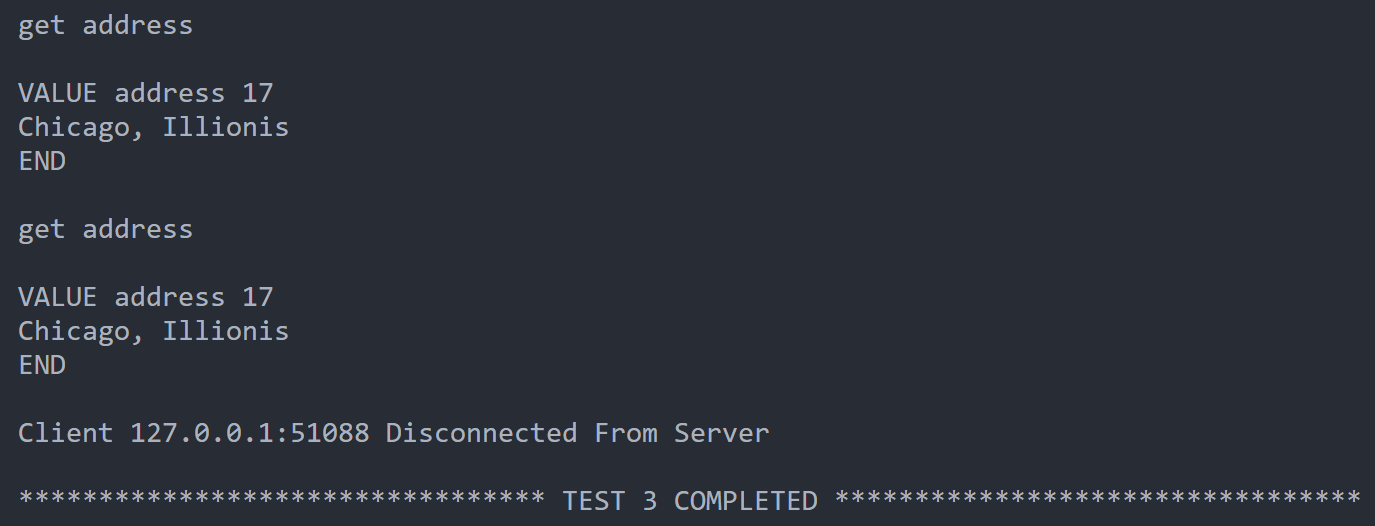 get address
VALUE address 17
Chicago, Illionis
END
get address
VALUE address 17
Chicago, Illionis
END
Client 127.0.0.1:51088 Disconnected From Server
********************************* TEST 3 COMPLETED *********************************